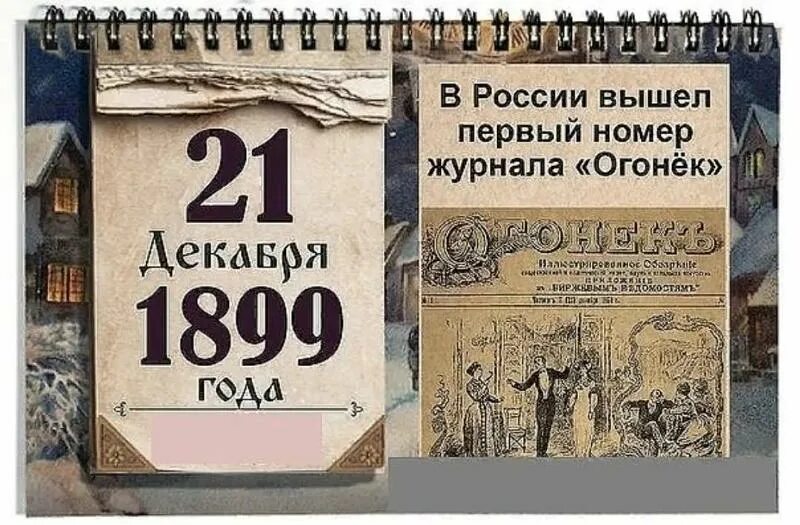 21
Декабря
1899
года
В России вышел
первый номер
журнала «Огонёк»
ОГОНЕКЪ
Иллюстрированное Обозрѣніе
ПРИЛОЖЕНІЕ
къ „БИРЖЕВЫМЪ ВѢДОМОСТЯМЪ“